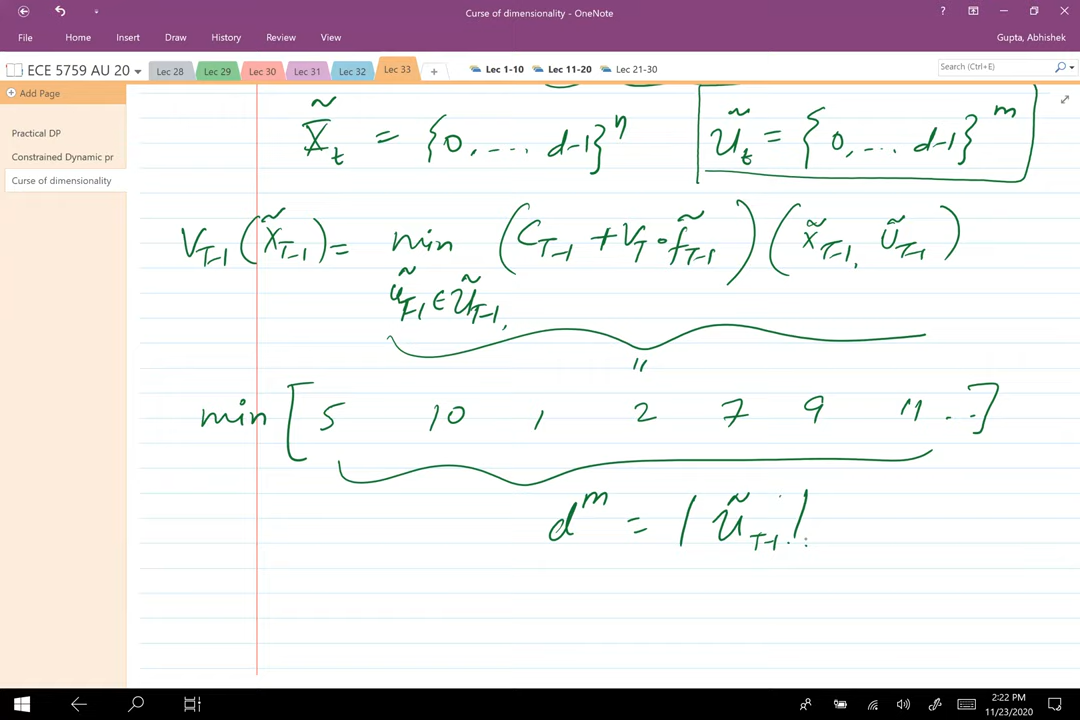 Curse of dimensionality - OneNote
File Home Insert Draw History Review View
Gupta, Abhishek
ECE 5759 AU 20
Lec 28 Lec 29 Lec 30 Lec 31 Lec 32 Lec 33 +
Lec 1-10 Lec 11-20 Lec 21-30
Search (Ctrl+E)
Add Page
Practical DP
Constrained Dynamic pr
Curse of dimensionality
X̃_t = {0, .... d-1}^n
Ũ_t = {0, ... d-1}^m
V_{T-1} (X̃_{T-1}) = min (C_{T-1} + V_T ∘ f̃_{T-1}) (x̃_{T-1}, ũ_{T-1})
ũ_{T-1} ∈ Ũ_{T-1},
"
min [ 5 10 1 2 7 9 11 . .. ]
d^m = | Ũ_{T-1} |
2:22 PM
11/23/2020